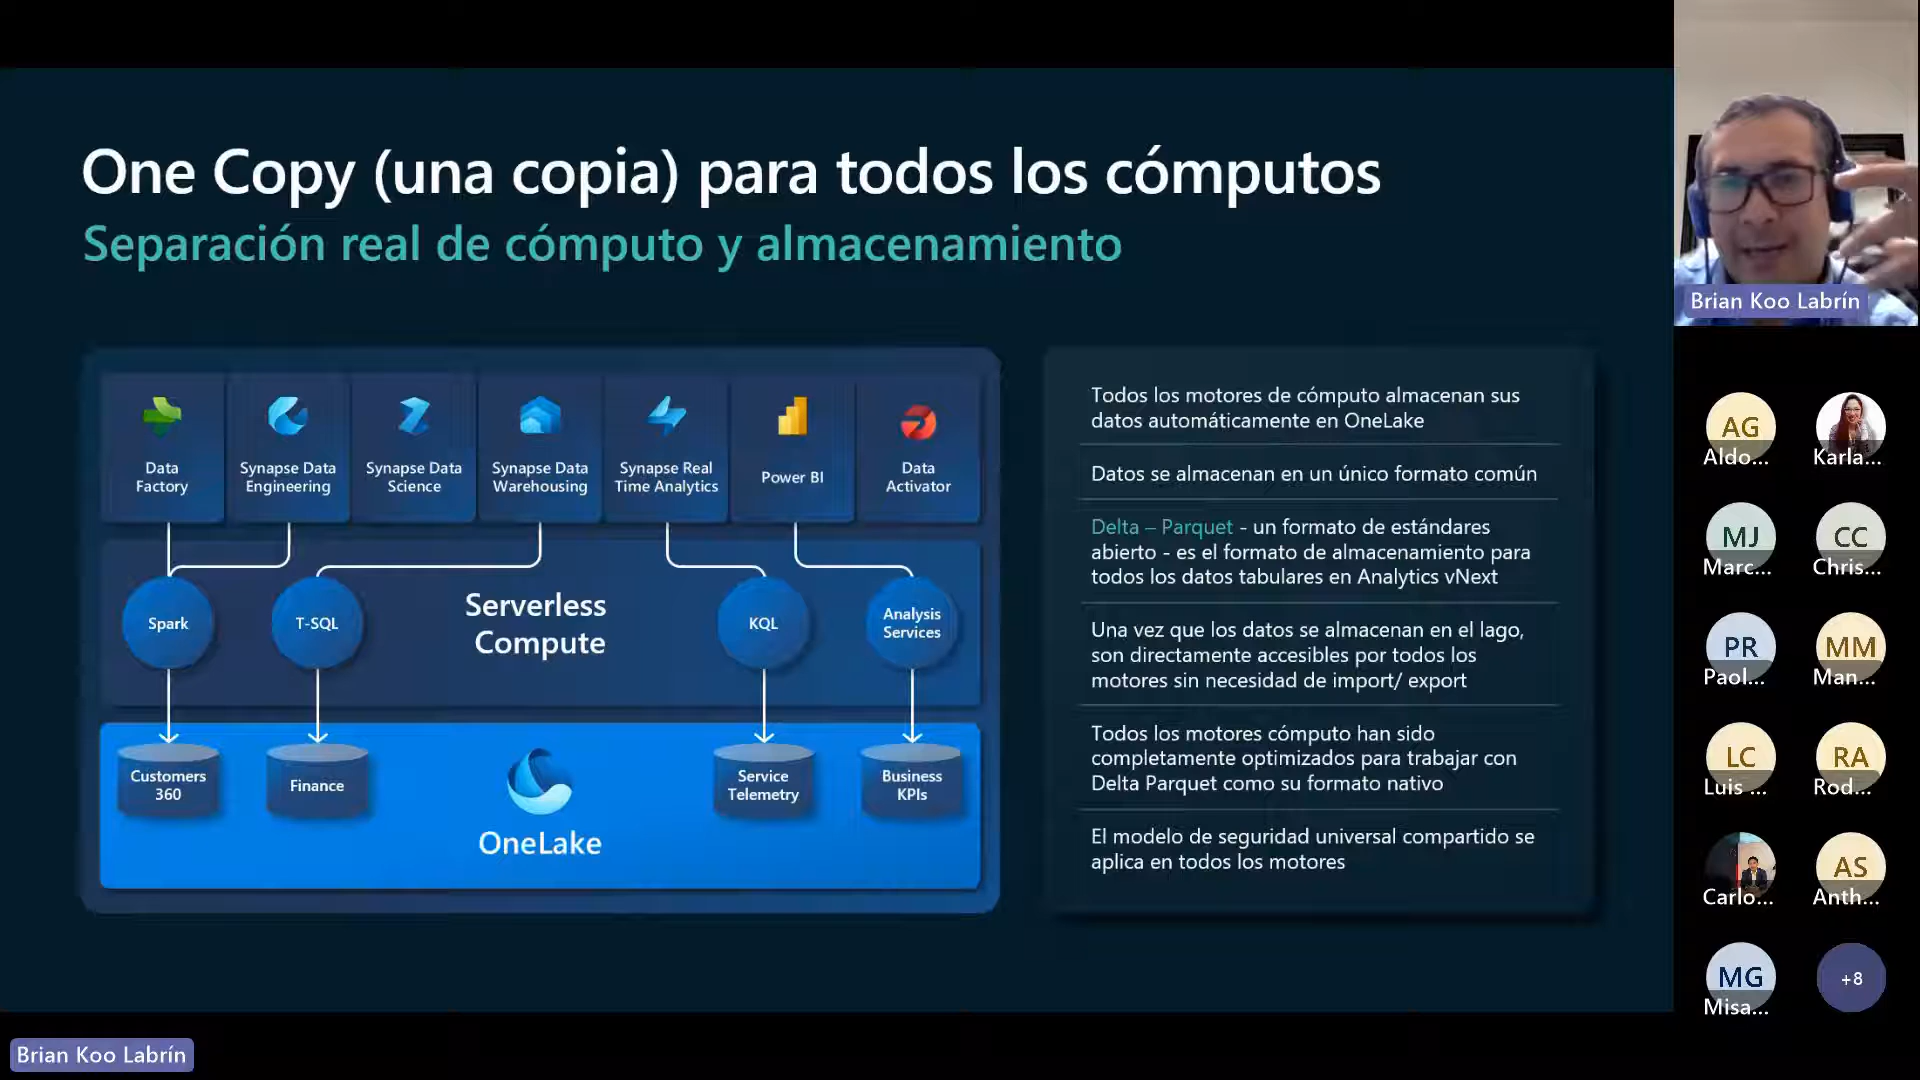 One Copy (una copia) para todos los cómputos
Separación real de cómputo y almacenamiento
Data
Factory
Synapse Data
Engineering
Synapse Data
Science
Synapse Data
Warehousing
Synapse Real
Time Analytics
Power BI
Data
Activator
Spark
T-SQL
Serverless
Compute
KQL
Analysis
Services
Customers
360
Finance
OneLake
Service
Telemetry
Business
KPIs
Todos los motores de cómputo almacenan sus
datos automáticamente en OneLake
Datos se almacenan en un único formato común
Delta – Parquet - un formato de estándares
abierto - es el formato de almacenamiento para
todos los datos tabulares en Analytics vNext
Una vez que los datos se almacenan en el lago,
son directamente accesibles por todos los
motores sin necesidad de import/ export
Todos los motores cómputo han sido
completamente optimizados para trabajar con
Delta Parquet como su formato nativo
El modelo de seguridad universal compartido se
aplica en todos los motores
Brian Koo Labrín
AG
Aldo...
Karla...
MJ
Marc...
CC
Chris...
PR
Paol...
MM
Man...
LC
Luis ...
RA
Rod...
Carlo...
AS
Anth...
MG
Misa...
+8
Brian Koo Labrín